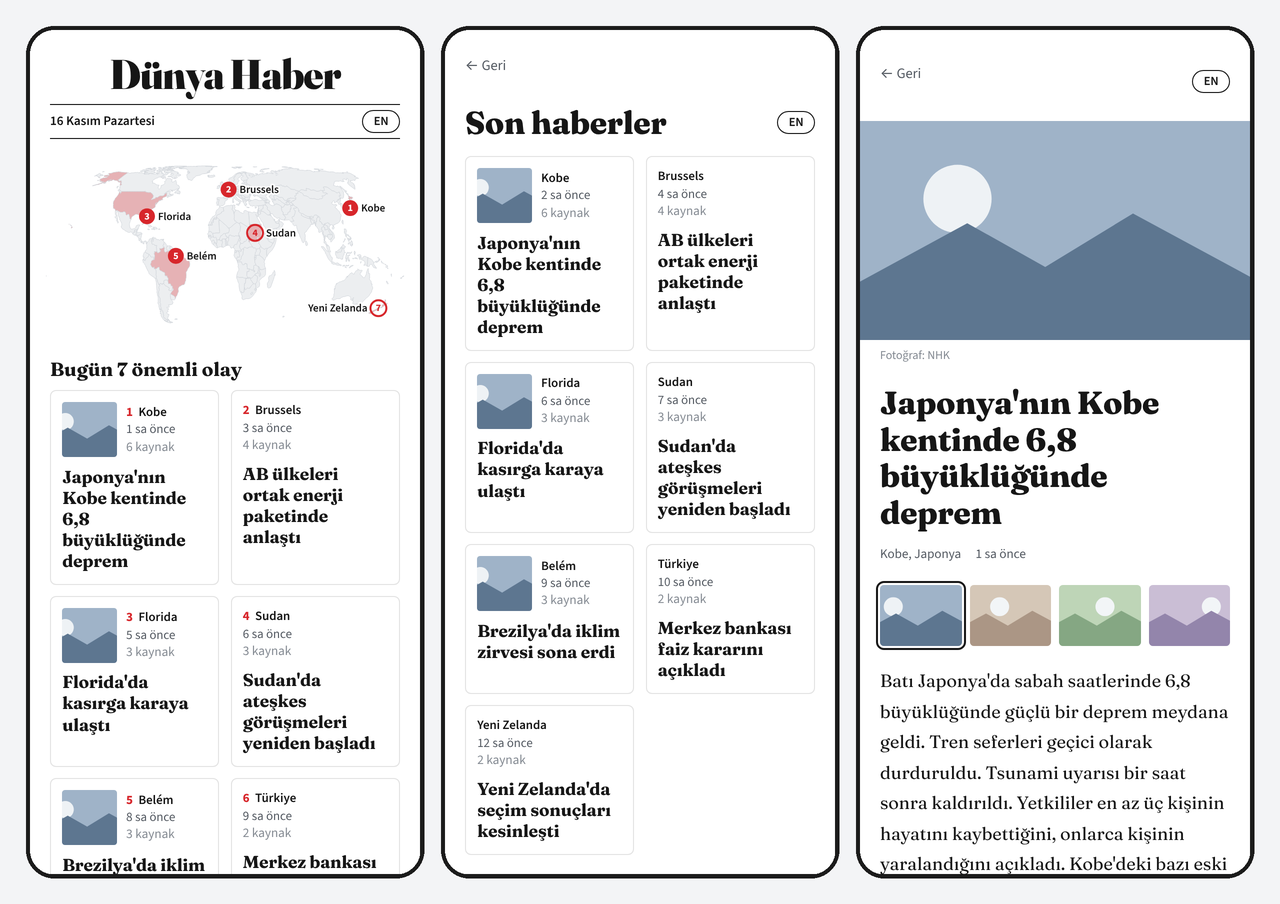 Dünya Haber
16 Kasım Pazartesi
EN
2 Brussels
1 Kobe
3 Florida
4 Sudan
5 Belém
Yeni Zelanda 7
Bugün 7 önemli olay
1 Kobe
1 sa önce
6 kaynak
Japonya'nın
Kobe kentinde
6,8
büyüklüğünde
deprem
2 Brussels
3 sa önce
4 kaynak
AB ülkeleri
ortak enerji
paketinde
anlaştı
3 Florida
5 sa önce
3 kaynak
Florida'da
kasırga karaya
ulaştı
4 Sudan
6 sa önce
3 kaynak
Sudan'da
ateşkes
görüşmeleri
yeniden başladı
5 Belém
8 sa önce
3 kaynak
Brezilya'da iklim
6 Türkiye
9 sa önce
2 kaynak
Merkez bankası
← Geri
Son haberler
EN
Kobe
2 sa önce
6 kaynak
Japonya'nın
Kobe kentinde
6,8
büyüklüğünde
deprem
Brussels
4 sa önce
4 kaynak
AB ülkeleri
ortak enerji
paketinde
anlaştı
Florida
6 sa önce
3 kaynak
Florida'da
kasırga karaya
ulaştı
Sudan
7 sa önce
3 kaynak
Sudan'da
ateşkes
görüşmeleri
yeniden başladı
Belém
9 sa önce
3 kaynak
Brezilya'da iklim
zirvesi sona erdi
Türkiye
10 sa önce
2 kaynak
Merkez bankası
faiz kararını
açıkladı
Yeni Zelanda
12 sa önce
2 kaynak
Yeni Zelanda'da
seçim sonuçları
kesinleşti
← Geri
EN
Fotoğraf: NHK
Japonya'nın Kobe
kentinde 6,8
büyüklüğünde
deprem
Kobe, Japonya 1 sa önce
Batı Japonya'da sabah saatlerinde 6,8
büyüklüğünde güçlü bir deprem meydana
geldi. Tren seferleri geçici olarak
durduruldu. Tsunami uyarısı bir saat
sonra kaldırıldı. Yetkililer en az üç kişinin
hayatını kaybettiğini, onlarca kişinin
yaralandığını açıkladı. Kobe'deki bazı eski